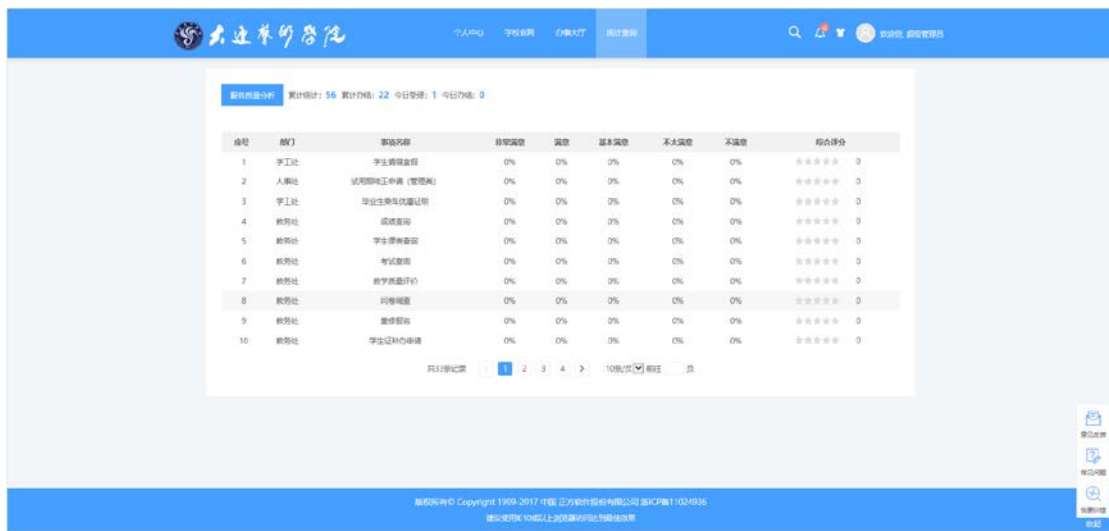 大连艺术学院
个人中心 学校官网 办事大厅 统计查询
欢迎您, 超级管理员
服务质量分析 累计统计: 56 累计办结: 22 今日受理: 1 今日办结: 0
序号 部门 事项名称 非常满意 满意 基本满意 不太满意 不满意 综合评分
1 学工处 学生请假查假 0% 0% 0% 0% 0% 0
2 人事处 试用期转正申请 (管理类) 0% 0% 0% 0% 0% 0
3 学工处 毕业生乘车优惠证明 0% 0% 0% 0% 0% 0
4 教务处 成绩查询 0% 0% 0% 0% 0% 0
5 教务处 学生课表查询 0% 0% 0% 0% 0% 0
6 教务处 考试查询 0% 0% 0% 0% 0% 0
7 教务处 教学质量评价 0% 0% 0% 0% 0% 0
8 教务处 问卷调查 0% 0% 0% 0% 0% 0
9 教务处 重修报名 0% 0% 0% 0% 0% 0
10 教务处 学生证补办申请 0% 0% 0% 0% 0% 0
共32条记录 1 2 3 4 > 10条/页 前往 页
意见反馈
常见问题
我要纠错
收起
版权所有© Copyright 1999-2017 中国 正方软件股份有限公司 浙ICP备11024936
建议使用IE10或以上浏览器访问达到最佳效果